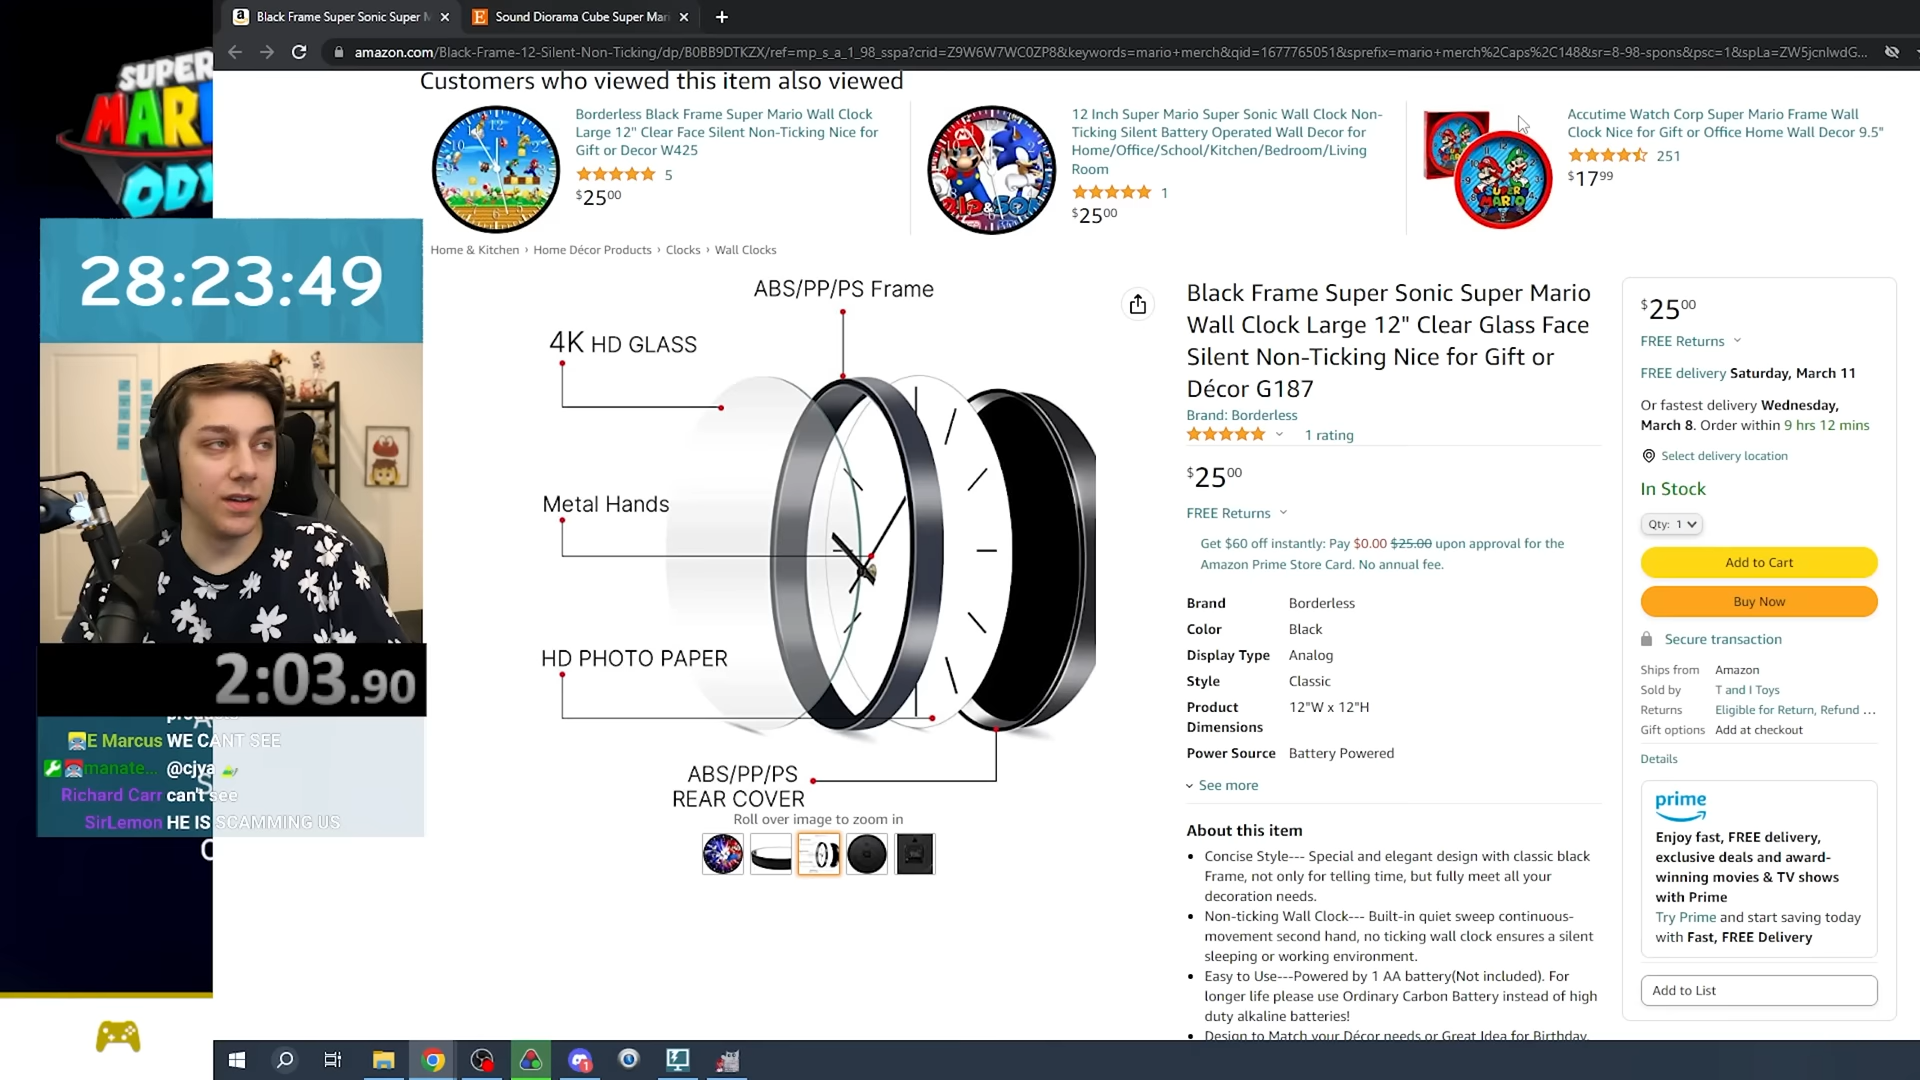 Black Frame Super Sonic Super M
Sound Diorama Cube Super Mar
amazon.com/Black-Frame-12-Silent-Non-Ticking/dp/B0BB9DTKZX/ref=mp_s_a_1_98_sspa?crid=Z9W6W7WC0ZP8&keywords=mario+merch&qid=1677765051&sprefix=mario+merch%2Caps%2C148&sr=8-98-spons&psc=1&spLa=ZW5jcnlwdG...
Customers who viewed this item also viewed
Borderless Black Frame Super Mario Wall Clock
Large 12" Clear Face Silent Non-Ticking Nice for
Gift or Decor W425
5
$25 00
12 Inch Super Mario Super Sonic Wall Clock Non-
Ticking Silent Battery Operated Wall Decor for
Home/Office/School/Kitchen/Bedroom/Living
Room
1
$25 00
Accutime Watch Corp Super Mario Frame Wall
Clock Nice for Gift or Office Home Wall Decor 9.5"
251
$17 99
SUPER
MARIO
Home & Kitchen › Home Décor Products › Clocks › Wall Clocks
SUPER
MARI
ODY
28:23:49
2:03.90
E Marcus WE CANT SEE
manate... @cjya
Richard Carr can't see
SirLemon HE IS SCAMMING US
ABS/PP/PS Frame
4K HD GLASS
Metal Hands
HD PHOTO PAPER
ABS/PP/PS
REAR COVER
Roll over image to zoom in
Black Frame Super Sonic Super Mario
Wall Clock Large 12" Clear Glass Face
Silent Non-Ticking Nice for Gift or
Décor G187
Brand: Borderless
1 rating
$25 00
FREE Returns
Get $60 off instantly: Pay $0.00 $25.00 upon approval for the
Amazon Prime Store Card. No annual fee.
Brand Borderless
Color Black
Display Type Analog
Style Classic
Product Dimensions 12"W x 12"H
Power Source Battery Powered
See more
About this item
• Concise Style--- Special and elegant design with classic black
Frame, not only for telling time, but fully meet all your
decoration needs.
• Non-ticking Wall Clock--- Built-in quiet sweep continuous-
movement second hand, no ticking wall clock ensures a silent
sleeping or working environment.
• Easy to Use---Powered by 1 AA battery(Not included). For
longer life please use Ordinary Carbon Battery instead of high
duty alkaline batteries!
• Design to Match your Décor needs or Great Idea for Birthday,
$25 00
FREE Returns
FREE delivery Saturday, March 11
Or fastest delivery Wednesday,
March 8. Order within 9 hrs 12 mins
Select delivery location
In Stock
Qty: 1
Add to Cart
Buy Now
Secure transaction
Ships from Amazon
Sold by T and I Toys
Returns Eligible for Return, Refund ...
Gift options Add at checkout
Details
prime
Enjoy fast, FREE delivery,
exclusive deals and award-
winning movies & TV shows
with Prime
Try Prime and start saving today
with Fast, FREE Delivery
Add to List